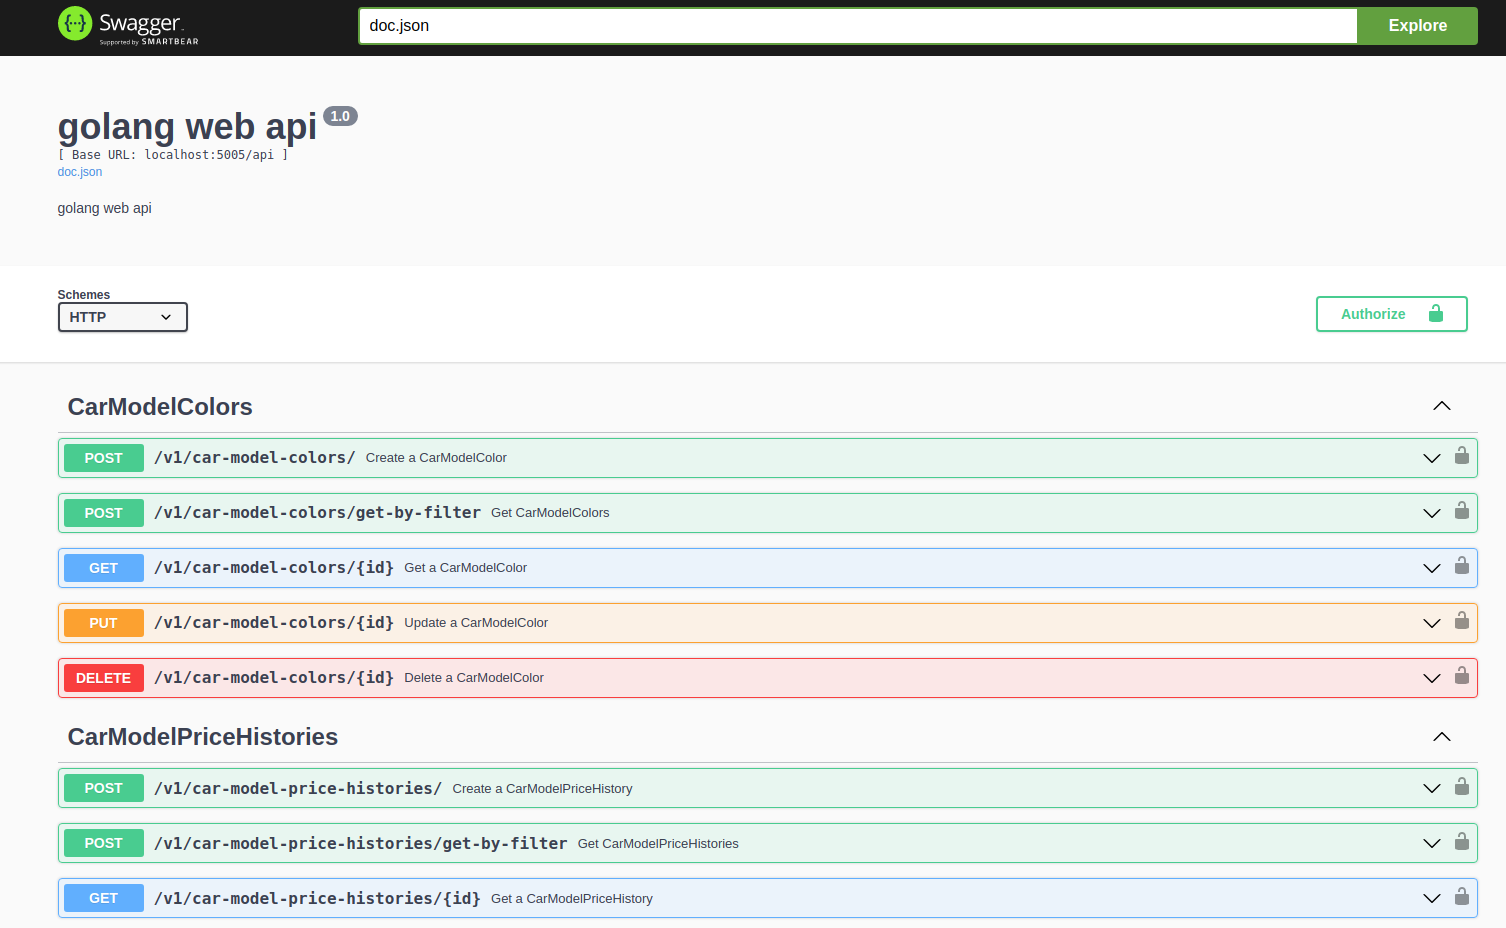 {···} Swagger
Supported by SMARTBEAR
doc.json
Explore
golang web api 1.0
[ Base URL: localhost:5005/api ]
doc.json
golang web api
Schemes
HTTP
Authorize
CarModelColors
POST /v1/car-model-colors/ Create a CarModelColor
POST /v1/car-model-colors/get-by-filter Get CarModelColors
GET /v1/car-model-colors/{id} Get a CarModelColor
PUT /v1/car-model-colors/{id} Update a CarModelColor
DELETE /v1/car-model-colors/{id} Delete a CarModelColor
CarModelPriceHistories
POST /v1/car-model-price-histories/ Create a CarModelPriceHistory
POST /v1/car-model-price-histories/get-by-filter Get CarModelPriceHistories
GET /v1/car-model-price-histories/{id} Get a CarModelPriceHistory